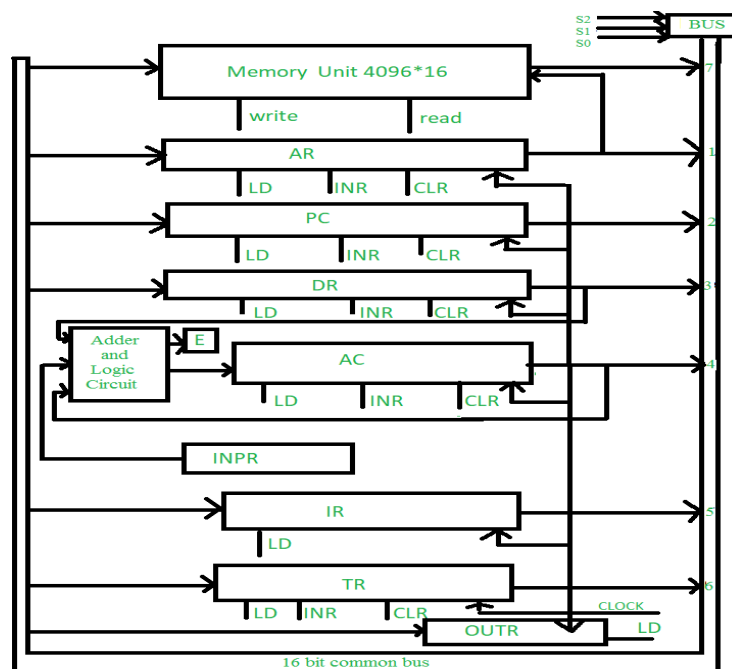 S2
S1
S0
BUS
Memory Unit 4096*16
7
write read
AR
1
LD INR CLR
PC
2
LD INR CLR
DR
3
LD INR CLR
Adder
and
Logic
Circuit
E
AC
4
LD INR CLR
INPR
IR
5
LD
TR
6
LD INR CLR
CLOCK
OUTR
LD
16 bit common bus